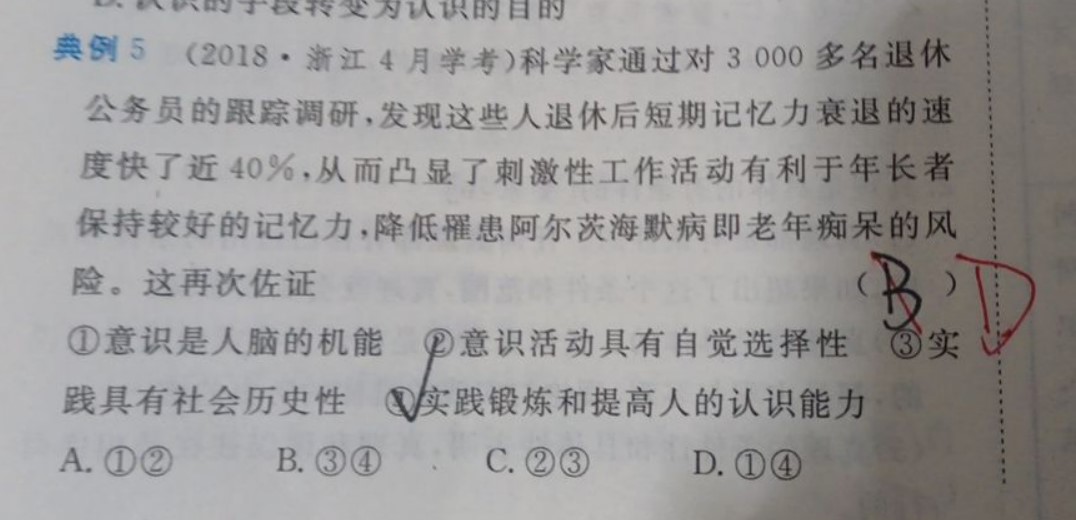 B. 认识的手段转变为认识的目的
典例 5 (2018·浙江 4 月学考)科学家通过对 3 000 多名退休
公务员的跟踪调研,发现这些人退休后短期记忆力衰退的速
度快了近 40%,从而凸显了刺激性工作活动有利于年长者
保持较好的记忆力,降低罹患阿尔茨海默病即老年痴呆的风
险。这再次佐证 ( B ) D
①意识是人脑的机能 ②意识活动具有自觉选择性 ③实
践具有社会历史性 ④实践锻炼和提高人的认识能力
A. ①② B. ③④ C. ②③ D. ①④